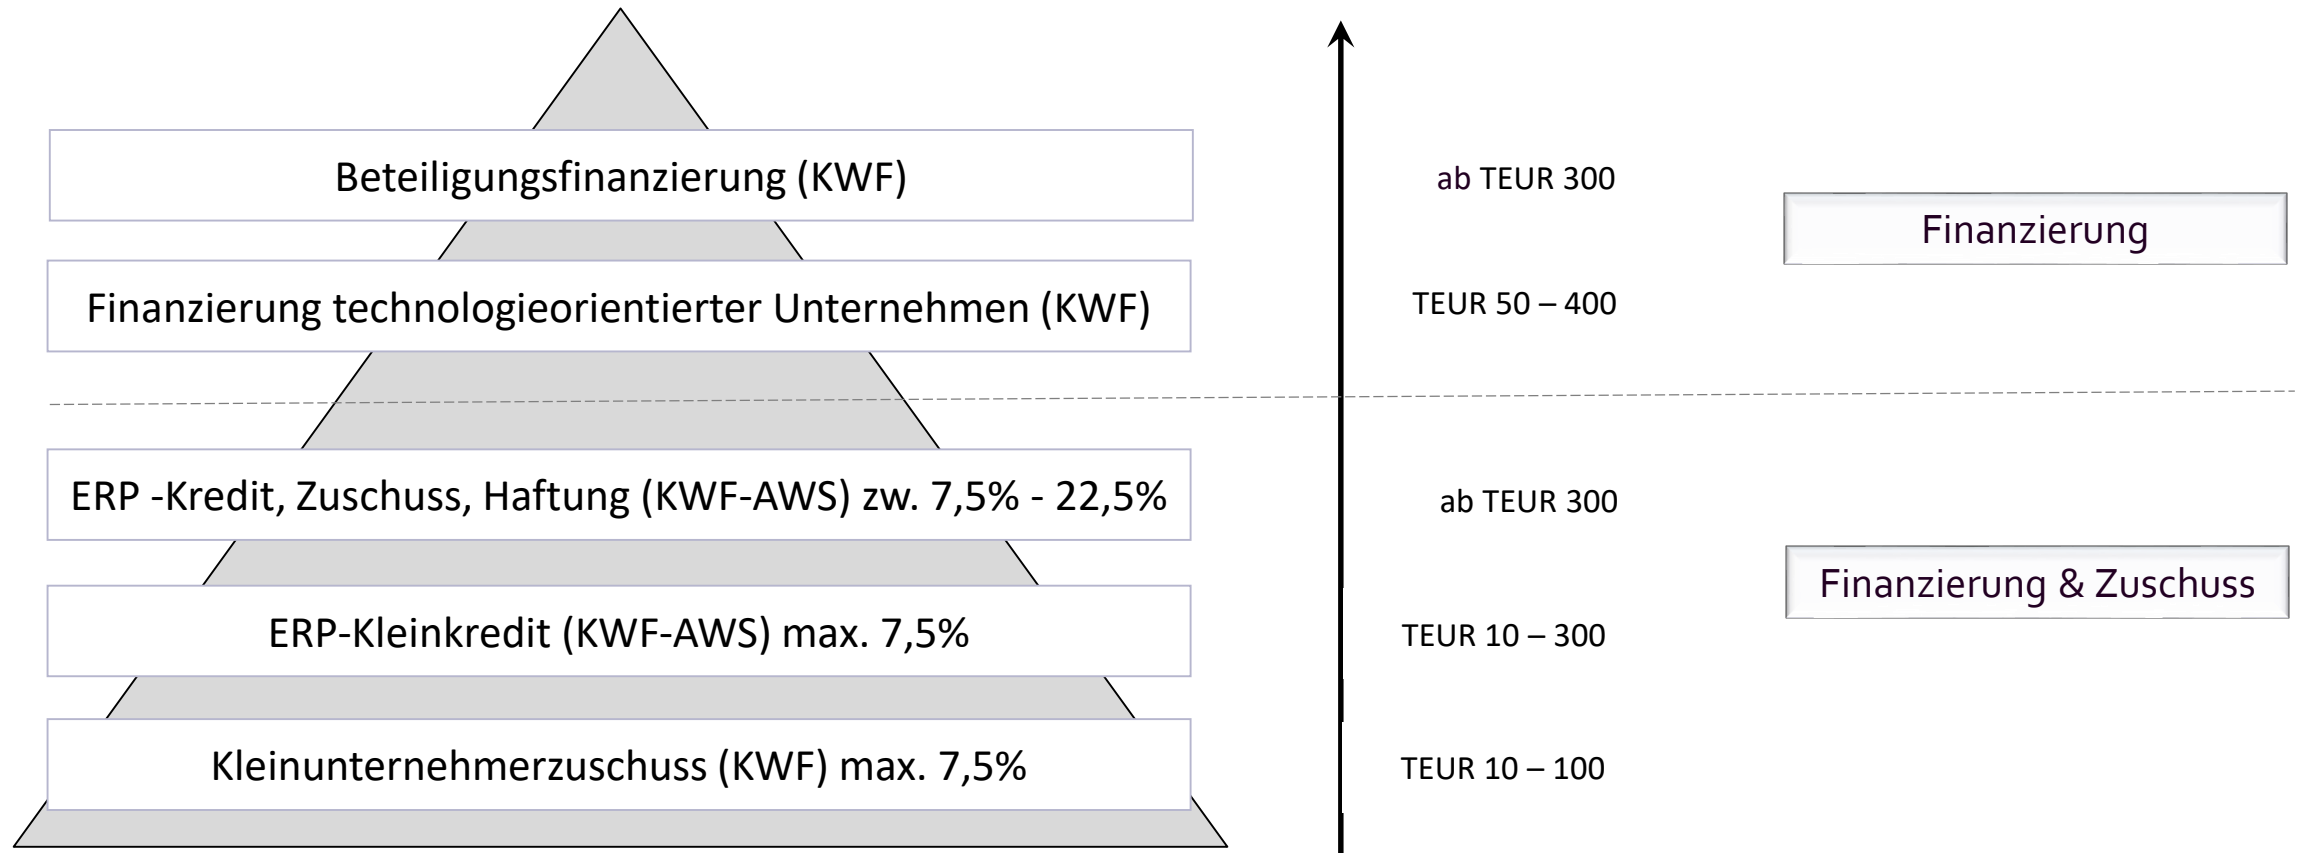 Beteiligungsfinanzierung (KWF)
ab TEUR 300
Finanzierung
Finanzierung technologieorientierter Unternehmen (KWF)
TEUR 50 – 400
ERP -Kredit, Zuschuss, Haftung (KWF-AWS) zw. 7,5% - 22,5%
ab TEUR 300
Finanzierung & Zuschuss
ERP-Kleinkredit (KWF-AWS) max. 7,5%
TEUR 10 – 300
Kleinunternehmerzuschuss (KWF) max. 7,5%
TEUR 10 – 100